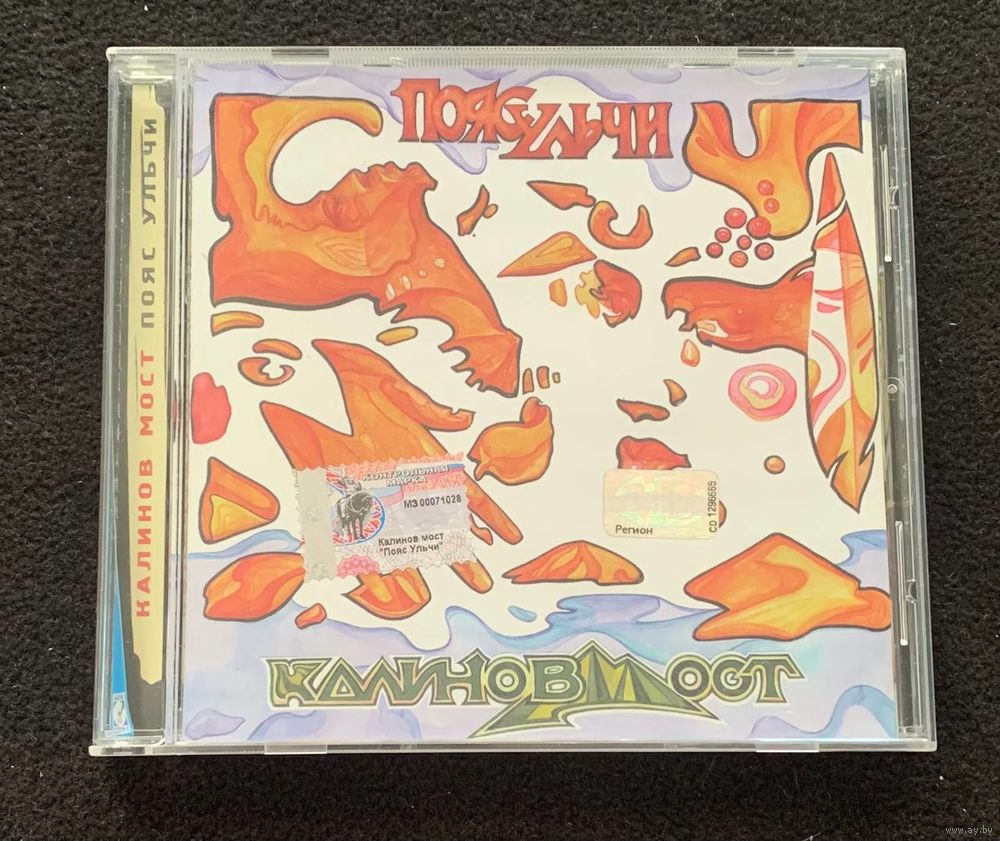 КАЛИНОВ МОСТ ПОЯС УЛЬЧИ
ПОЯС УЛЬЧИ
КОНТРОЛЬНАЯ
МАРКА
МЗ 00071028
Калинов мост
"Пояс Ульчи"
Регион
CD 1296665
КАЛИНОВ МОСТ
www.ay.by